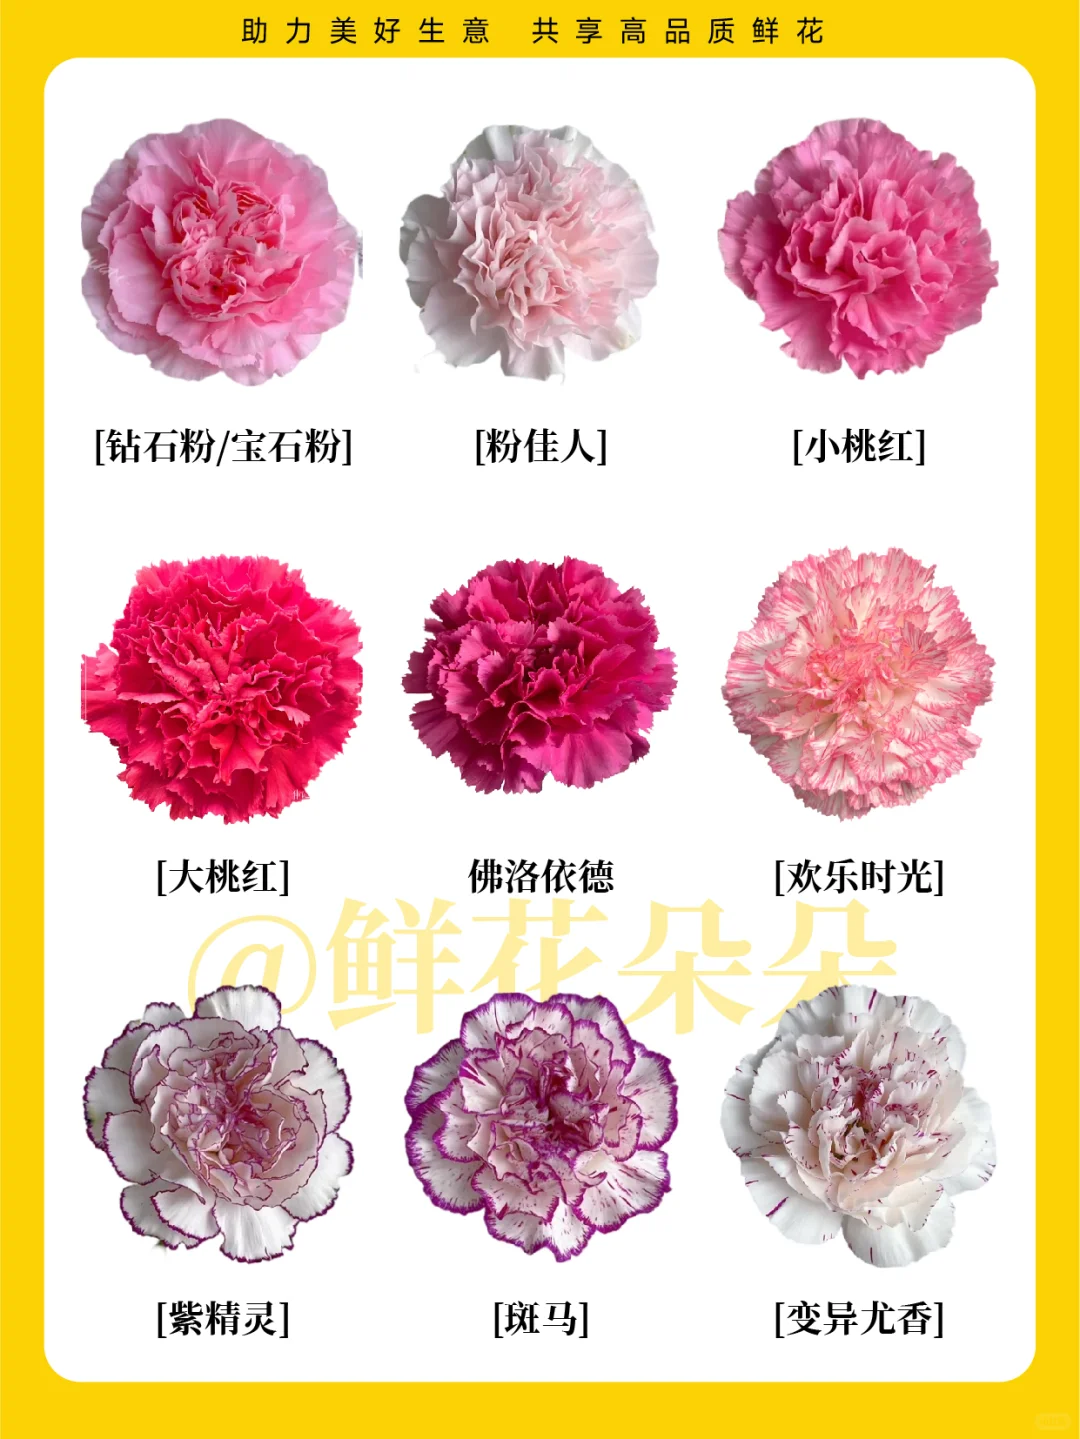 助力美好生意 共享高品质鲜花
[钻石粉/宝石粉]
[粉佳人]
[小桃红]
[大桃红]
佛洛依德
[欢乐时光]
@鲜花朵朵
[紫精灵]
[斑马]
[变异尤香]